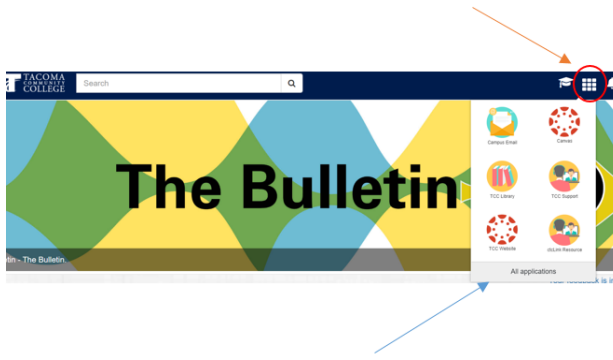 TACOMA
COMMUNITY
COLLEGE
Search
The Bulletin
Campus Email
Canvas
TCC Library
TCC Support
TCC Website
ctcLink Resource
All applications
tin - The Bulletin